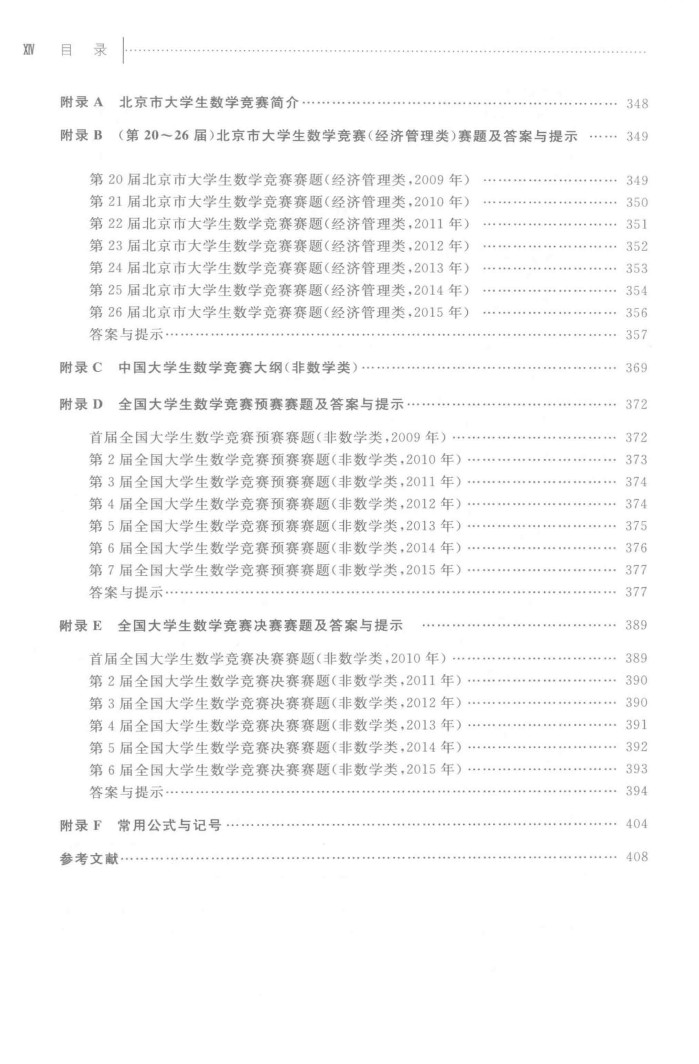 XIV 目 录
附录 A 北京市大学生数学竞赛简介 …… 348
附录 B (第 20～26 届)北京市大学生数学竞赛(经济管理类)赛题及答案与提示 …… 349
第 20 届北京市大学生数学竞赛赛题(经济管理类,2009 年) …… 349
第 21 届北京市大学生数学竞赛赛题(经济管理类,2010 年) …… 350
第 22 届北京市大学生数学竞赛赛题(经济管理类,2011 年) …… 351
第 23 届北京市大学生数学竞赛赛题(经济管理类,2012 年) …… 352
第 24 届北京市大学生数学竞赛赛题(经济管理类,2013 年) …… 353
第 25 届北京市大学生数学竞赛赛题(经济管理类,2014 年) …… 354
第 26 届北京市大学生数学竞赛赛题(经济管理类,2015 年) …… 356
答案与提示 …… 357
附录 C 中国大学生数学竞赛大纲(非数学类) …… 369
附录 D 全国大学生数学竞赛预赛赛题及答案与提示 …… 372
首届全国大学生数学竞赛预赛赛题(非数学类,2009 年) …… 372
第 2 届全国大学生数学竞赛预赛赛题(非数学类,2010 年) …… 373
第 3 届全国大学生数学竞赛预赛赛题(非数学类,2011 年) …… 374
第 4 届全国大学生数学竞赛预赛赛题(非数学类,2012 年) …… 374
第 5 届全国大学生数学竞赛预赛赛题(非数学类,2013 年) …… 375
第 6 届全国大学生数学竞赛预赛赛题(非数学类,2014 年) …… 376
第 7 届全国大学生数学竞赛预赛赛题(非数学类,2015 年) …… 377
答案与提示 …… 377
附录 E 全国大学生数学竞赛决赛赛题及答案与提示 …… 389
首届全国大学生数学竞赛决赛赛题(非数学类,2010 年) …… 389
第 2 届全国大学生数学竞赛决赛赛题(非数学类,2011 年) …… 390
第 3 届全国大学生数学竞赛决赛赛题(非数学类,2012 年) …… 390
第 4 届全国大学生数学竞赛决赛赛题(非数学类,2013 年) …… 391
第 5 届全国大学生数学竞赛决赛赛题(非数学类,2014 年) …… 392
第 6 届全国大学生数学竞赛决赛赛题(非数学类,2015 年) …… 393
答案与提示 …… 394
附录 F 常用公式与记号 …… 404
参考文献 …… 408